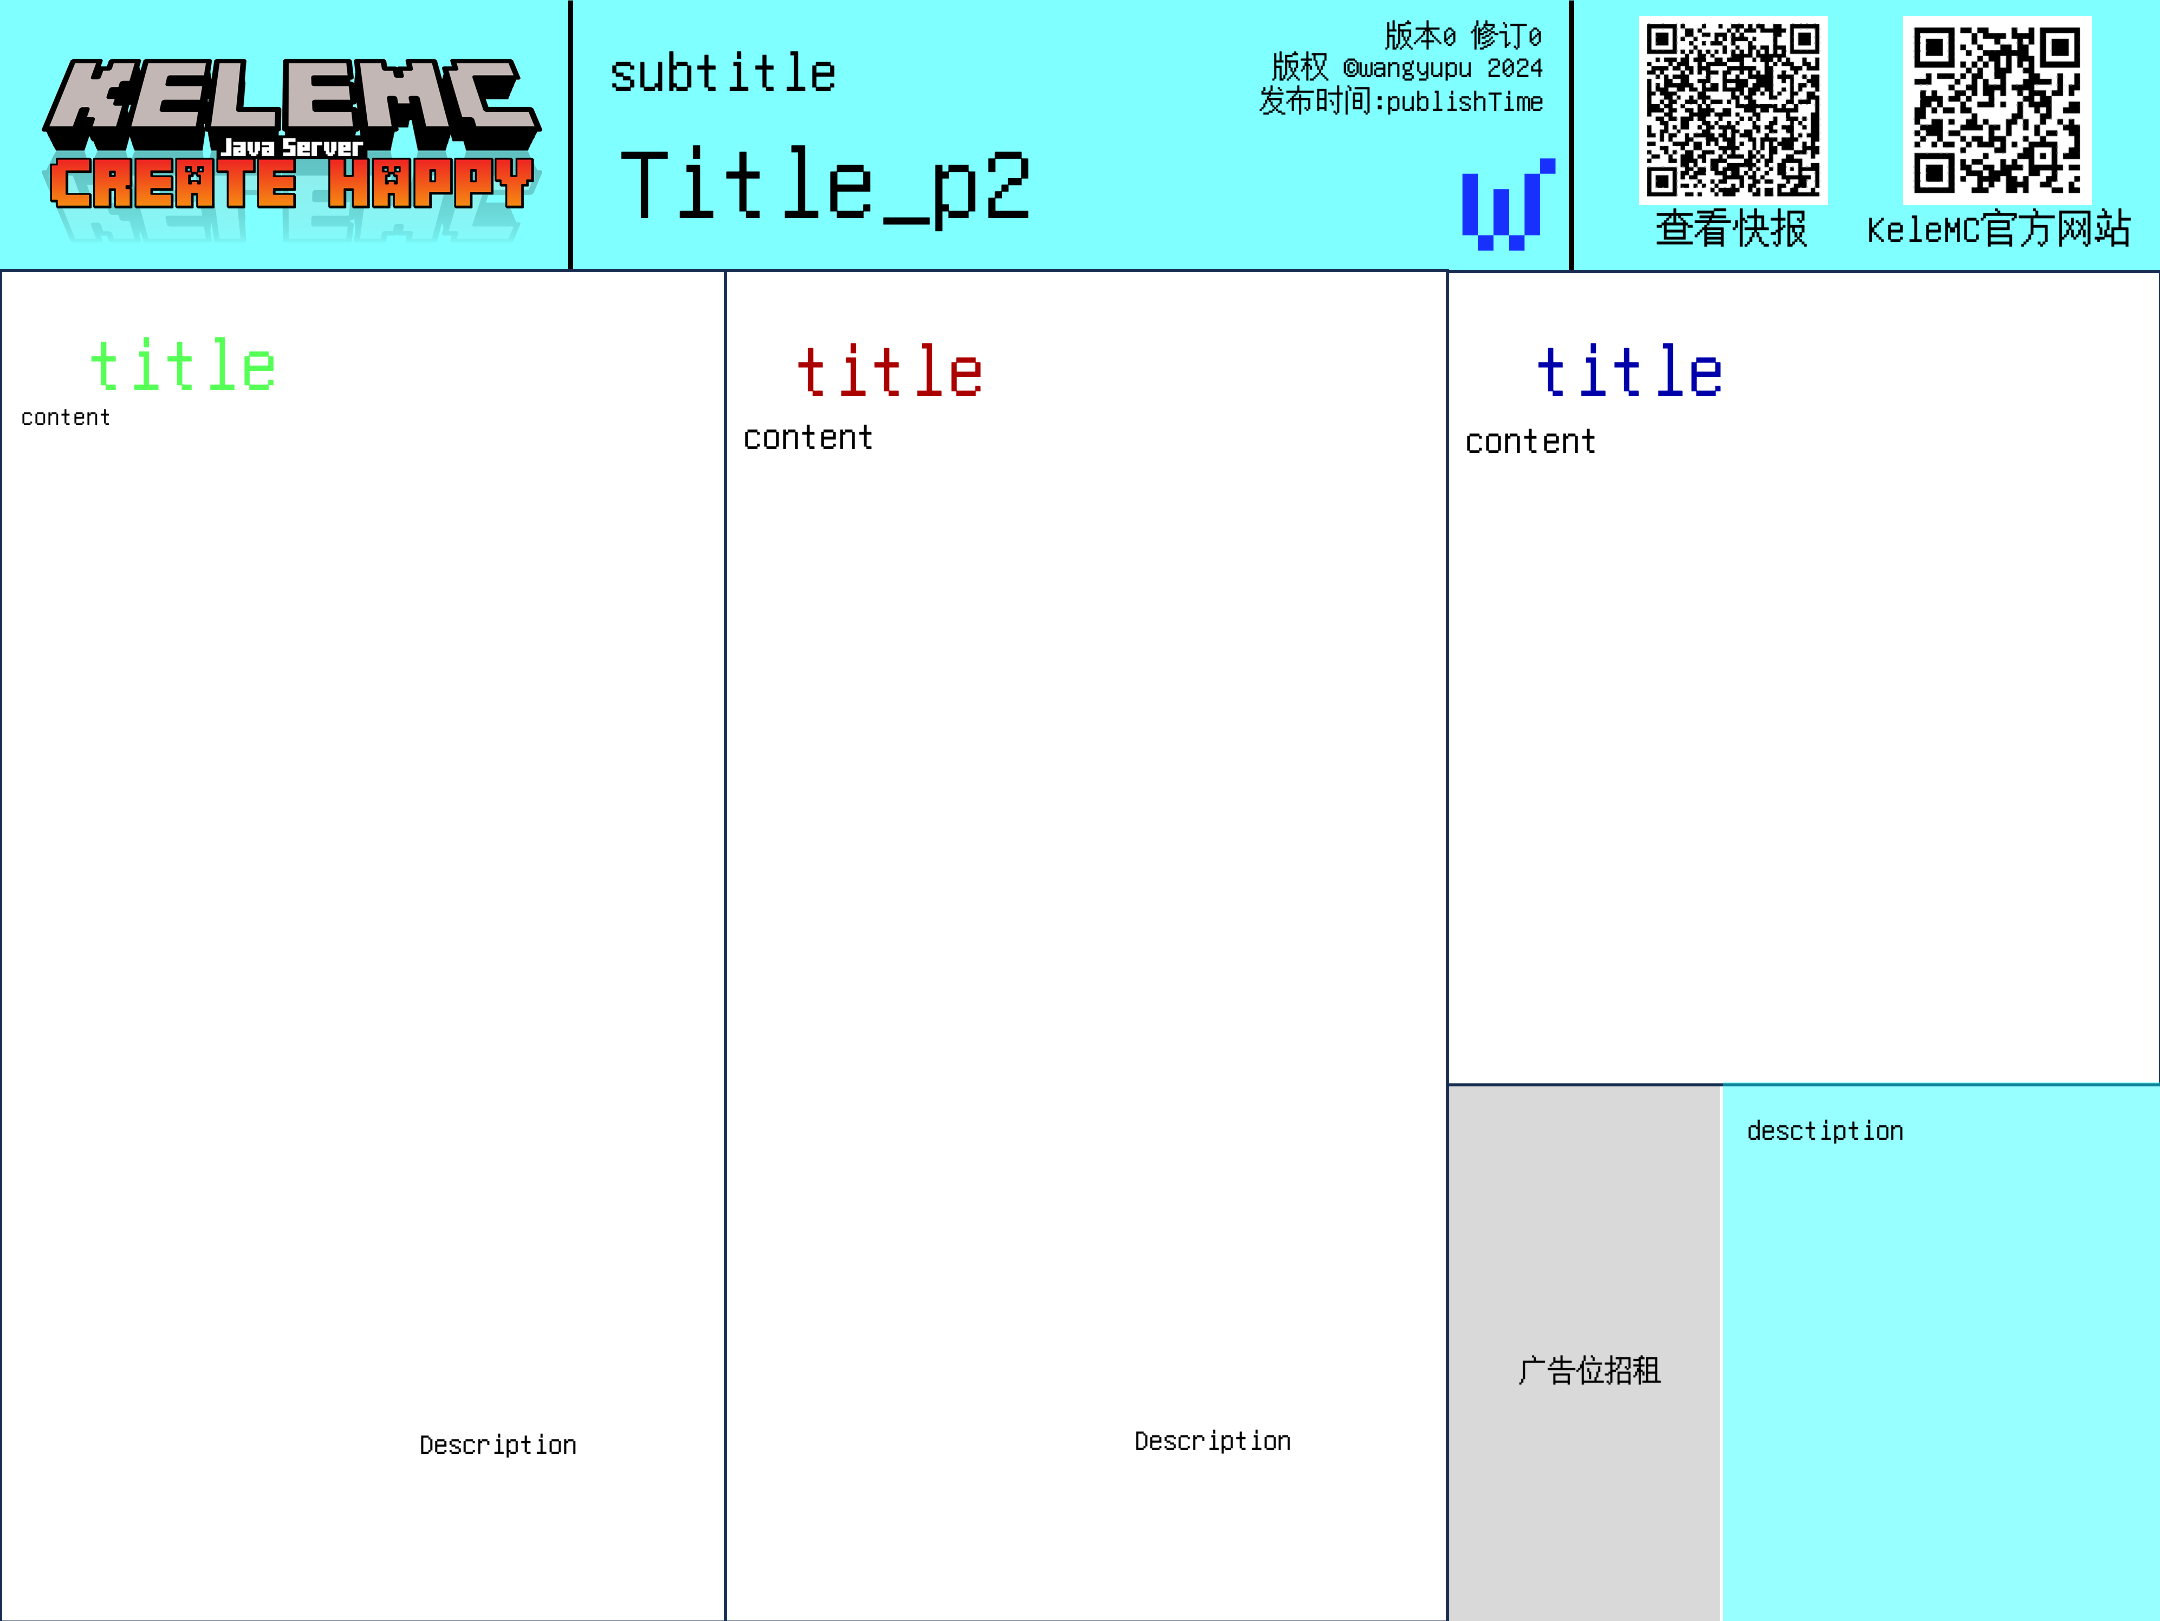 KELEMC
Java Server
CREATE HAPPY
subtitle
Title_p2
版本0 修订0
版权 ©wangyupu 2024
发布时间:publishTime
W
查看快报
KeleMC官方网站
title
content
Description
title
content
Description
title
content
广告位招租
desctiption